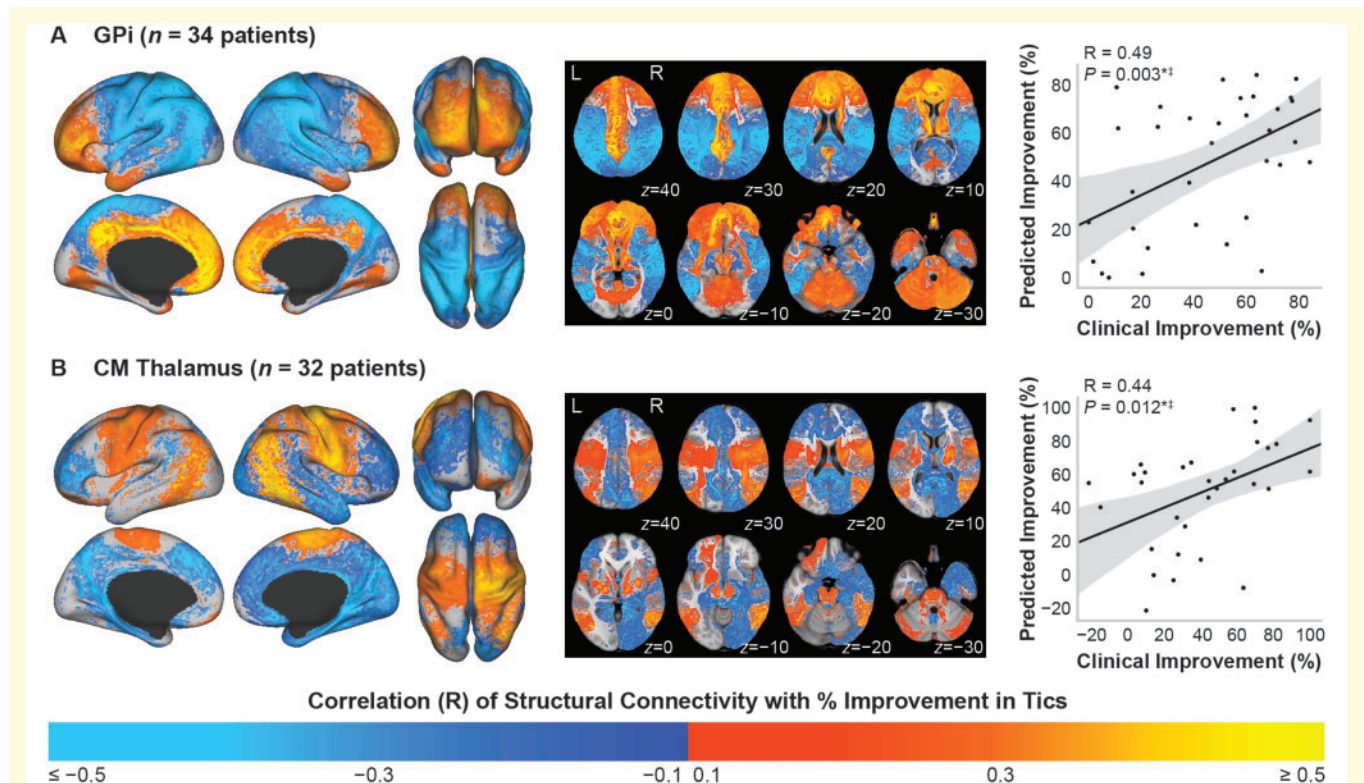 A GPi (n = 34 patients)
L R
z=40 z=30 z=20 z=10
z=0 z=−10 z=−20 z=−30
R = 0.49
P = 0.003*‡
Predicted Improvement (%)
80
60
40
20
0
0 20 40 60 80
Clinical Improvement (%)
B CM Thalamus (n = 32 patients)
L R
z=40 z=30 z=20 z=10
z=0 z=−10 z=−20 z=−30
R = 0.44
P = 0.012*‡
Predicted Improvement (%)
100
80
60
40
20
0
−20
−20 0 20 40 60 80 100
Clinical Improvement (%)
Correlation (R) of Structural Connectivity with % Improvement in Tics
≤ −0.5 −0.3 −0.1 0.1 0.3 ≥ 0.5